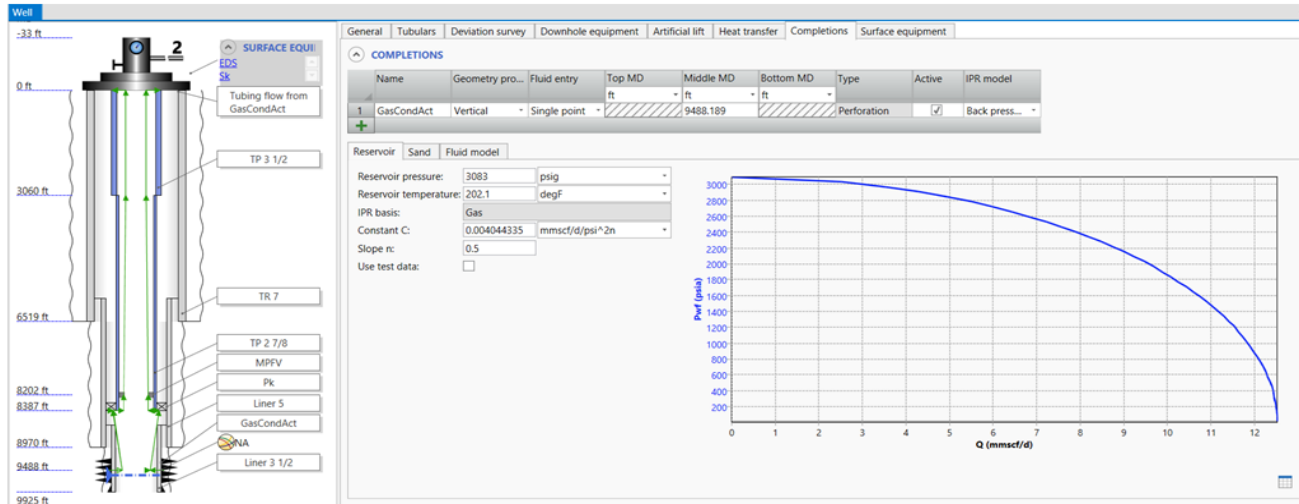 Well
-33 ft
2
SURFACE EQUI
EDS
Sk
0 ft
Tubing flow from
GasCondAct
TP 3 1/2
3060 ft
TR 7
6519 ft
TP 2 7/8
MPFV
8202 ft
Pk
8387 ft
Liner 5
GasCondAct
8970 ft
NA
9488 ft
Liner 3 1/2
9925 ft
General Tubulars Deviation survey Downhole equipment Artificial lift Heat transfer Completions Surface equipment
COMPLETIONS
Name Geometry pro... Fluid entry Top MD Middle MD Bottom MD Type Active IPR model
ft ft ft
1 GasCondAct Vertical Single point 9488.189 Perforation Back press...
Reservoir Sand Fluid model
Reservoir pressure: 3083 psig
Reservoir temperature: 202.1 degF
IPR basis: Gas
Constant C: 0.004044335 mmscf/d/psi^2n
Slope n: 0.5
Use test data:
Pwf (psia)
3000
2800
2600
2400
2200
2000
1800
1600
1400
1200
1000
800
600
400
200
0 1 2 3 4 5 6 7 8 9 10 11 12
Q (mmscf/d)